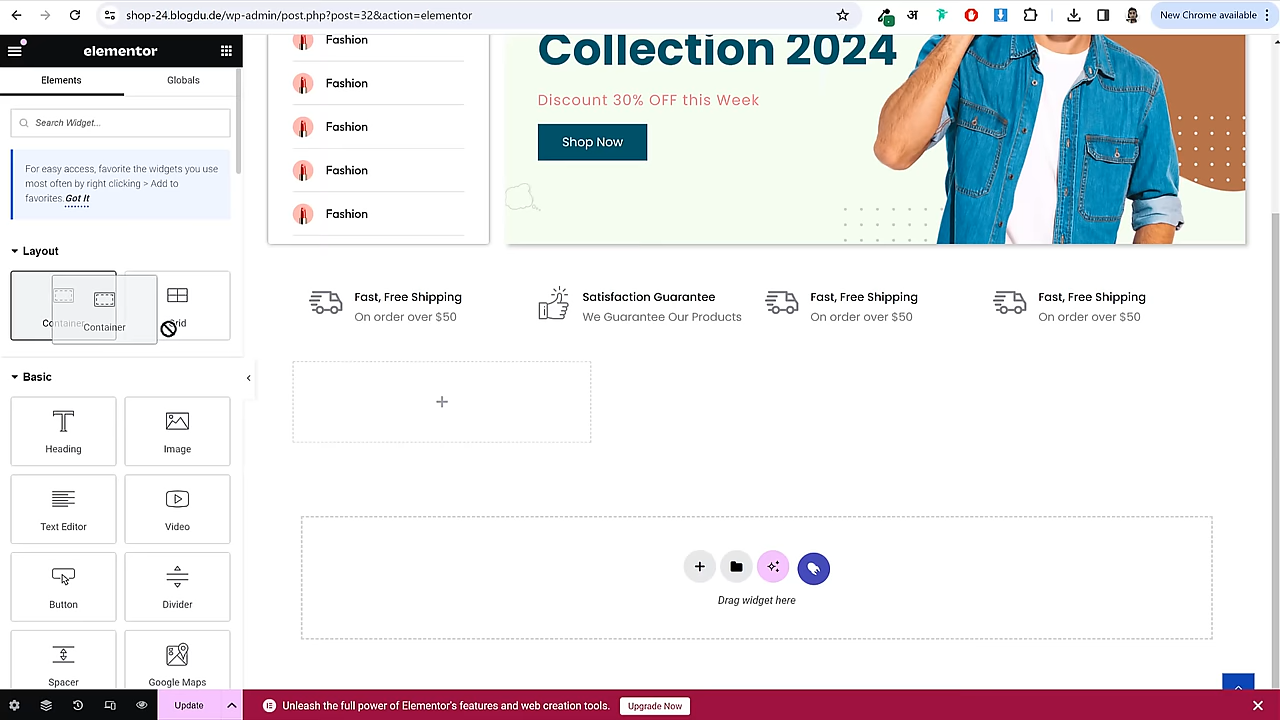 shop-24.blogdu.de/wp-admin/post.php?post=32&action=elementor
अ
New Chrome available
elementor
Elements
Globals
Search Widget...
For easy access, favorite the widgets you
use most often by right clicking > Add to
favorites. Got It
Layout
Container
Container
Grid
Basic
Heading
Image
Text Editor
Video
Button
Divider
Spacer
Google Maps
Update
Fashion
Fashion
Fashion
Fashion
Fashion
Collection 2024
Discount 30% OFF this Week
Shop Now
Fast, Free Shipping
On order over $50
Satisfaction Guarantee
We Guarantee Our Products
Fast, Free Shipping
On order over $50
Fast, Free Shipping
On order over $50
Drag widget here
Unleash the full power of Elementor's features and web creation tools.
Upgrade Now